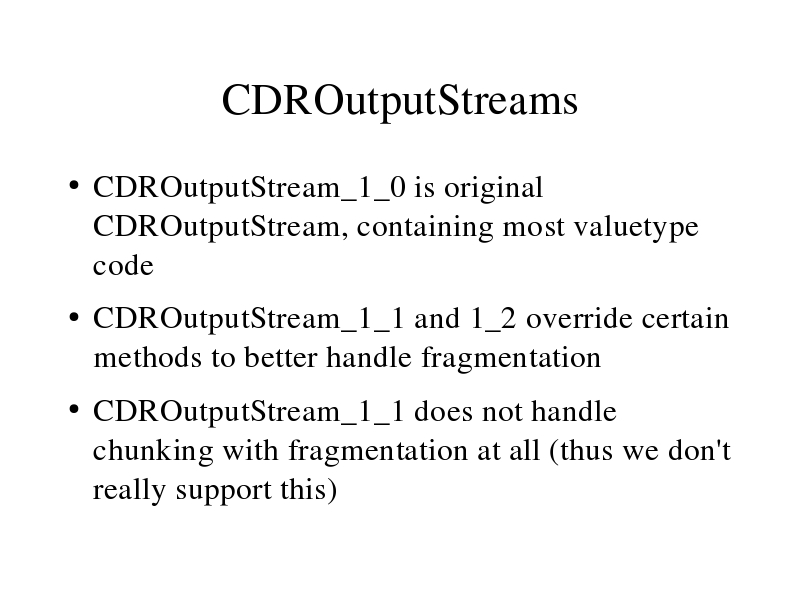 CDROutputStreams
• CDROutputStream_1_0 is original
CDROutputStream, containing most valuetype
code
• CDROutputStream_1_1 and 1_2 override certain
methods to better handle fragmentation
• CDROutputStream_1_1 does not handle
chunking with fragmentation at all (thus we don't
really support this)